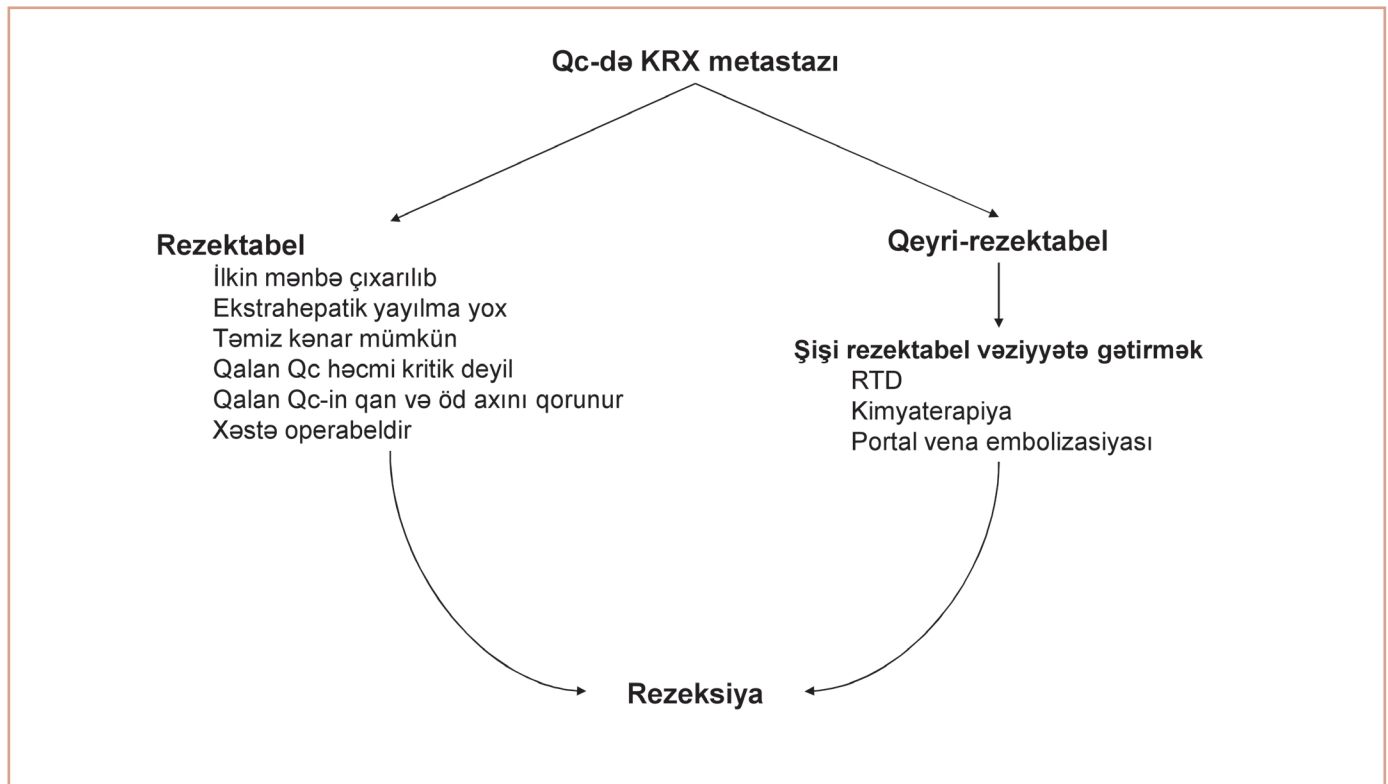 Qc-də KRX metastazı
Rezektabel
İlkin mənbə çıxarılıb
Ekstrahepatik yayılma yox
Təmiz kənar mümkün
Qalan Qc həcmi kritik deyil
Qalan Qc-in qan və öd axını qorunur
Xəstə operabeldir
Qeyri-rezektabel
Şişi rezektabel vəziyyətə gətirmək
RTD
Kimyaterapiya
Portal vena embolizasiyası
Rezeksiya